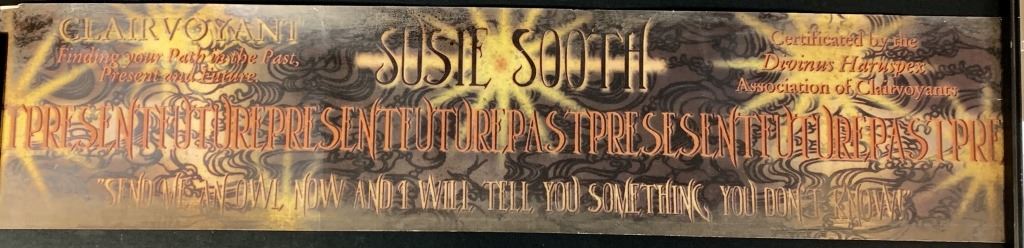 CLAIRVOYANT
Finding your Path in the Past,
Present and Future
SUSIE SOOTH
Certificated by the
Divinus Haruspex
Association of Clairvoyants
TPRESENTFUTUREPRESENTFUTUREPASTPRESESENTFUTUREPASTPRE
"SEND ME AN OWL NOW AND I WILL TELL YOU SOMETHING YOU DON'T KNOW!"